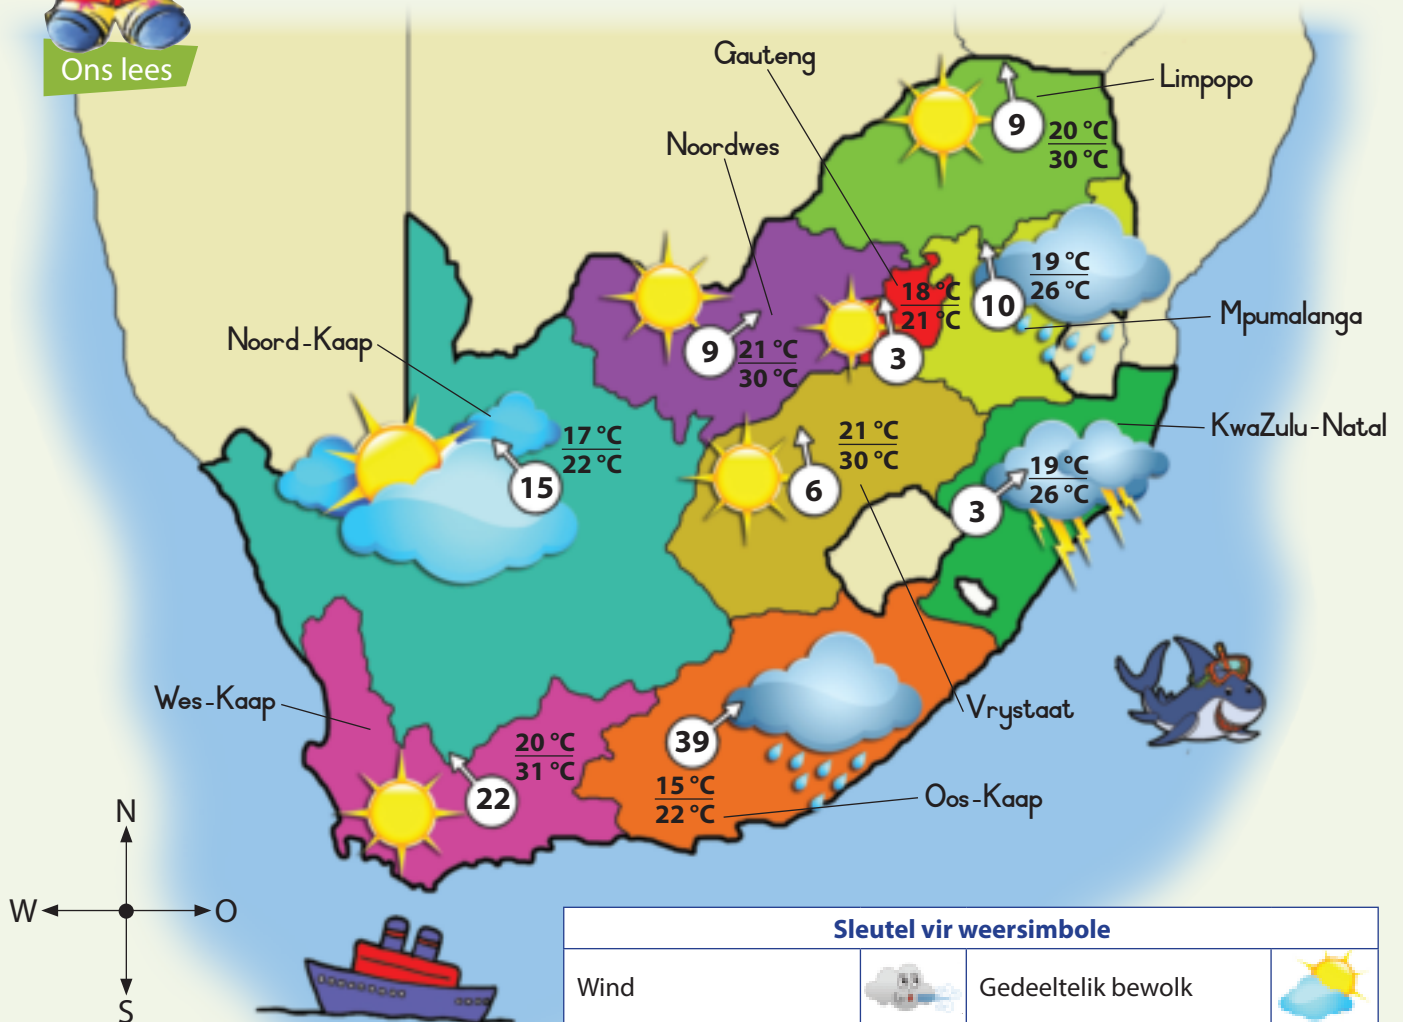 Ons lees
Gauteng
Limpopo
9
20 °C
30 °C
Noordwes
19 °C
26 °C
10
18 °C
21 °C
3
Mpumalanga
9
21 °C
30 °C
Noord-Kaap
17 °C
22 °C
15
21 °C
30 °C
6
KwaZulu-Natal
19 °C
26 °C
3
Wes-Kaap
20 °C
31 °C
22
39
15 °C
22 °C
Vrystaat
Oos-Kaap
N
W
O
S
Sleutel vir weersimbole
Wind
Gedeeltelik bewolk